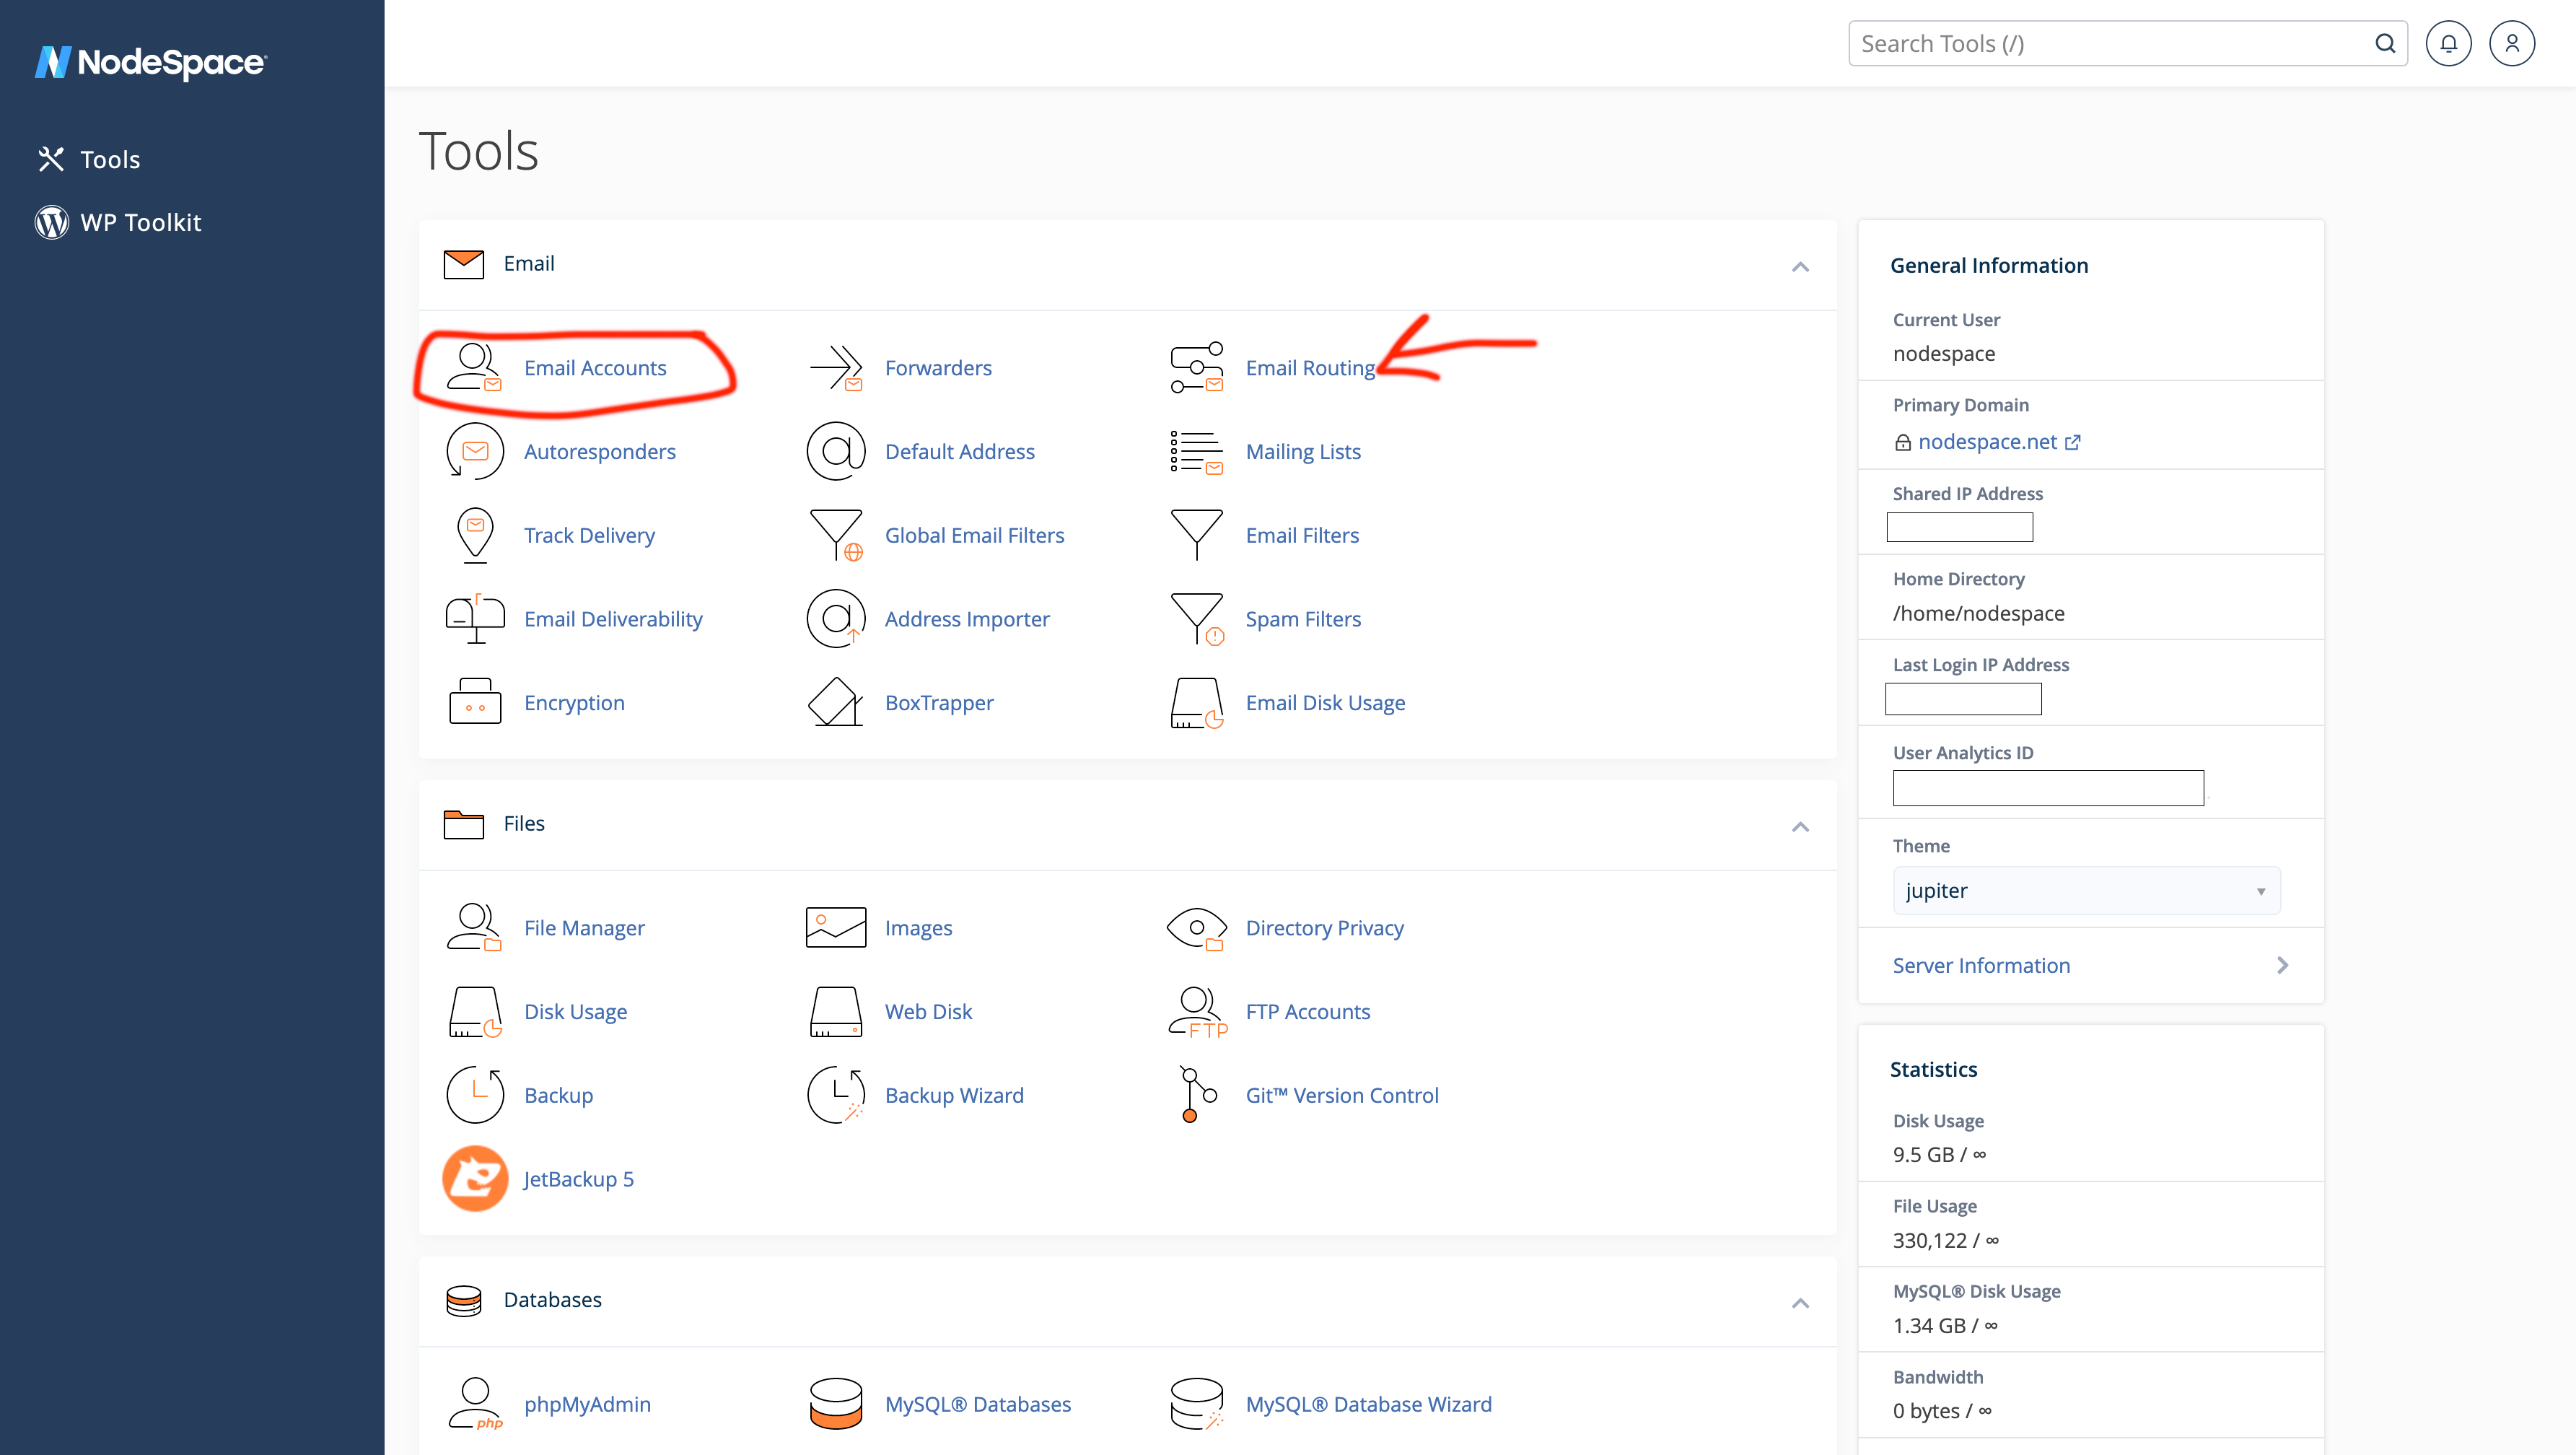 NodeSpace
Search Tools (/)
Tools
WP Toolkit
Tools
Email
Email Accounts
Forwarders
Email Routing
Autoresponders
Default Address
Mailing Lists
Track Delivery
Global Email Filters
Email Filters
Email Deliverability
Address Importer
Spam Filters
Encryption
BoxTrapper
Email Disk Usage
Files
File Manager
Images
Directory Privacy
Disk Usage
Web Disk
FTP
FTP Accounts
Backup
Backup Wizard
Git™ Version Control
JetBackup 5
Databases
php
phpMyAdmin
MySQL® Databases
MySQL® Database Wizard
General Information
Current User
nodespace
Primary Domain
nodespace.net
Shared IP Address
Home Directory
/home/nodespace
Last Login IP Address
User Analytics ID
Theme
jupiter
Server Information
Statistics
Disk Usage
9.5 GB / ∞
File Usage
330,122 / ∞
MySQL® Disk Usage
1.34 GB / ∞
Bandwidth
0 bytes / ∞